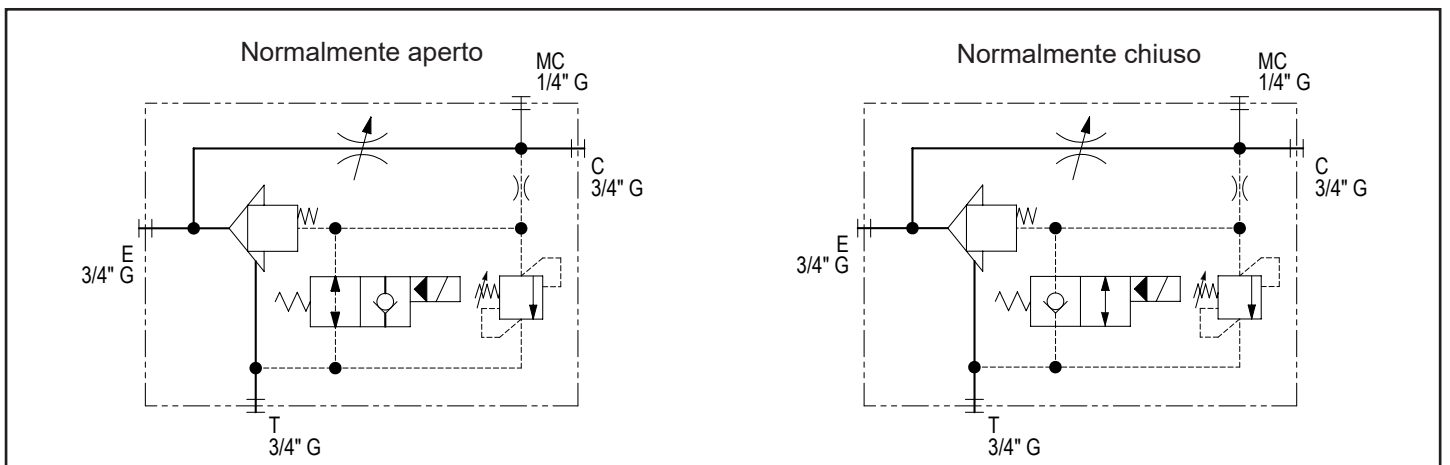 Normalmente aperto
MC
1/4" G
C
3/4" G
E
3/4" G
T
3/4" G
Normalmente chiuso
MC
1/4" G
C
3/4" G
E
3/4" G
T
3/4" G